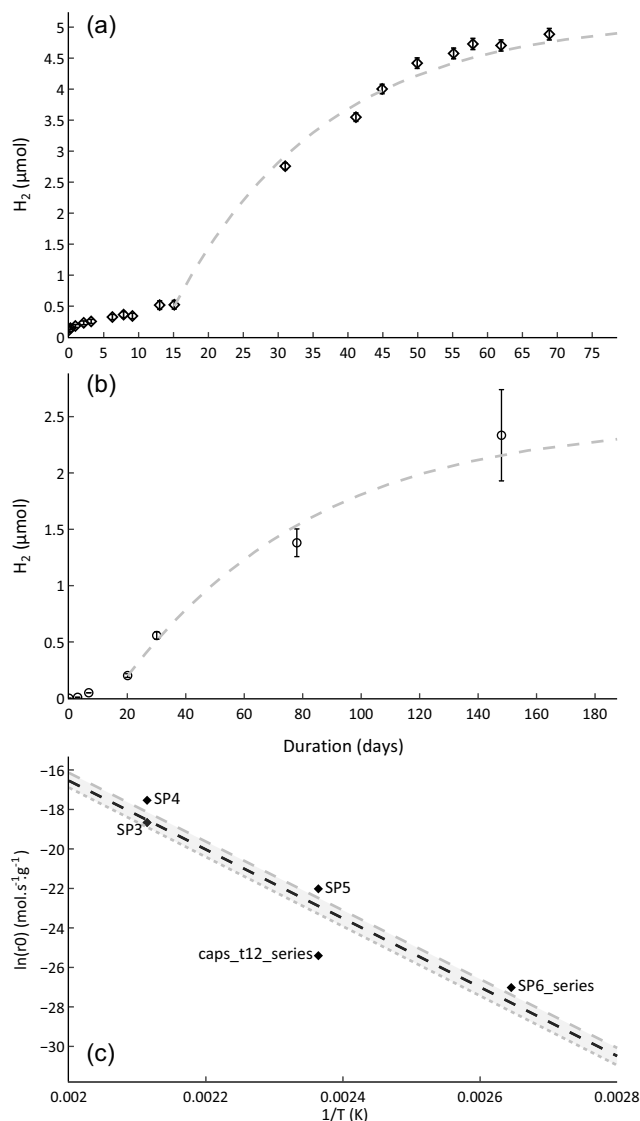 (a)
H2 (µmol)
5
4.5
4
3.5
3
2.5
2
1.5
1
0.5
0
0 5 10 15 20 25 30 35 40 45 50 55 60 65 70 75
(b)
H2 (µmol)
2.5
2
1.5
1
0.5
0
0 20 40 60 80 100 120 140 160 180
Duration (days)
ln(r0) (mol.s-1.g-1)
−16
−18
−20
−22
−24
−26
−28
−30
SP4
SP3
SP5
caps_t12_series
SP6_series
(c)
0.002 0.0022 0.0024 0.0026 0.0028
1/T (K)